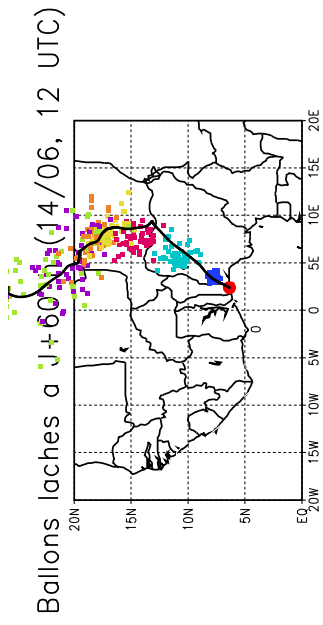 Ballons laches a J+60 (14/06, 12 UTC)
20N
15N
10N
5N
EQ
20W
15W
10W
5W
0
5E
10E
15E
20E
0